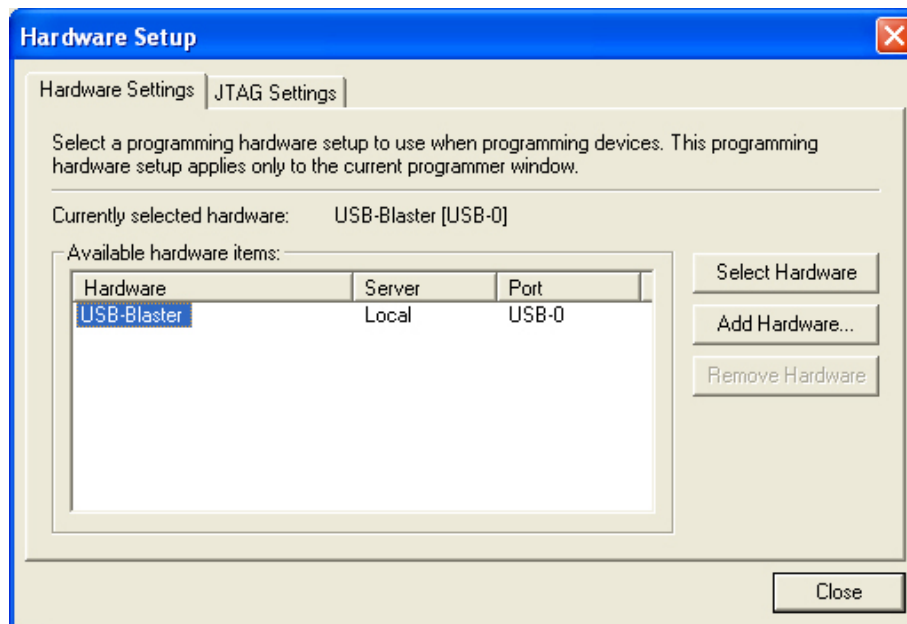 Hardware Setup
Hardware Settings JTAG Settings
Select a programming hardware setup to use when programming devices. This programming
hardware setup applies only to the current programmer window.
Currently selected hardware: USB-Blaster [USB-0]
Available hardware items:
Hardware Server Port
USB-Blaster Local USB-0
Select Hardware
Add Hardware...
Remove Hardware
Close